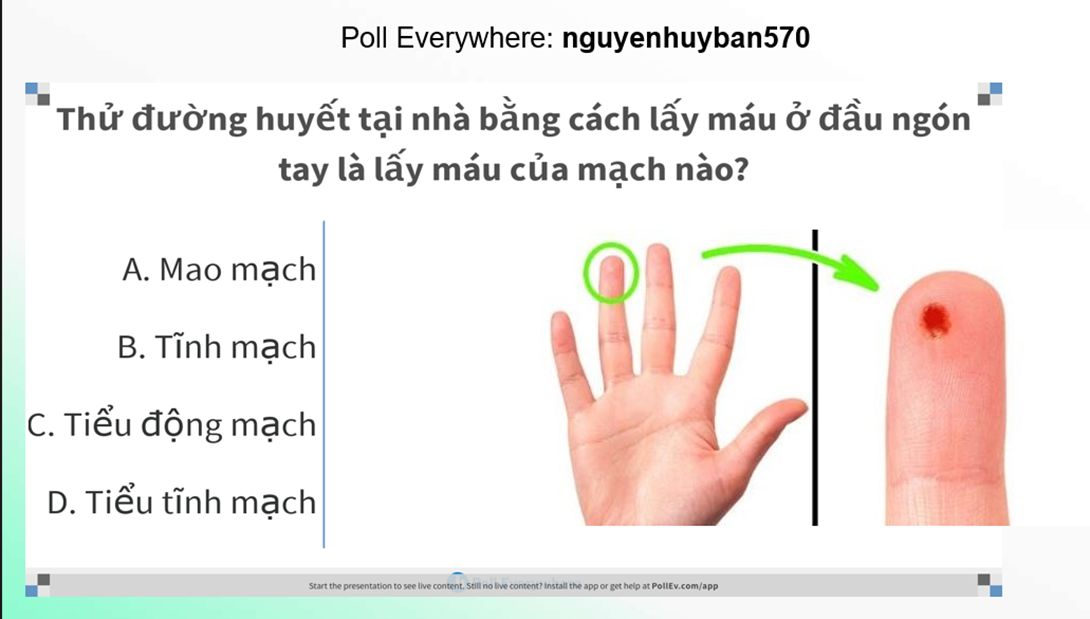 Poll Everywhere: nguyenhuyban570
Thử đường huyết tại nhà bằng cách lấy máu ở đầu ngón
tay là lấy máu của mạch nào?
A. Mao mạch
B. Tĩnh mạch
C. Tiểu động mạch
D. Tiểu tĩnh mạch
Start the presentation to see live content. Still no live content? Install the app or get help at PollEv.com/app